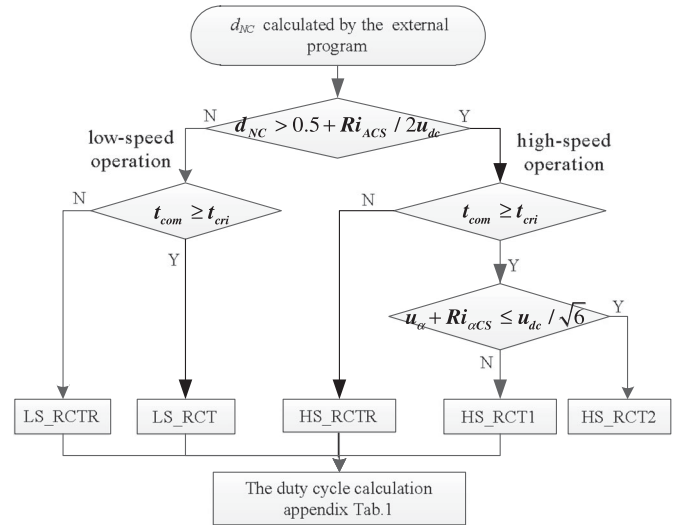 d_NC calculated by the external
program
N
d_NC > 0.5 + Ri_ACS / 2u_dc
Y
low-speed
operation
high-speed
operation
N
t_com ≥ t_cri
N
t_com ≥ t_cri
Y
Y
u_α + Ri_αCS ≤ u_dc / √6
Y
N
LS_RCTR
LS_RCT
HS_RCTR
HS_RCT1
HS_RCT2
The duty cycle calculation
appendix Tab.1